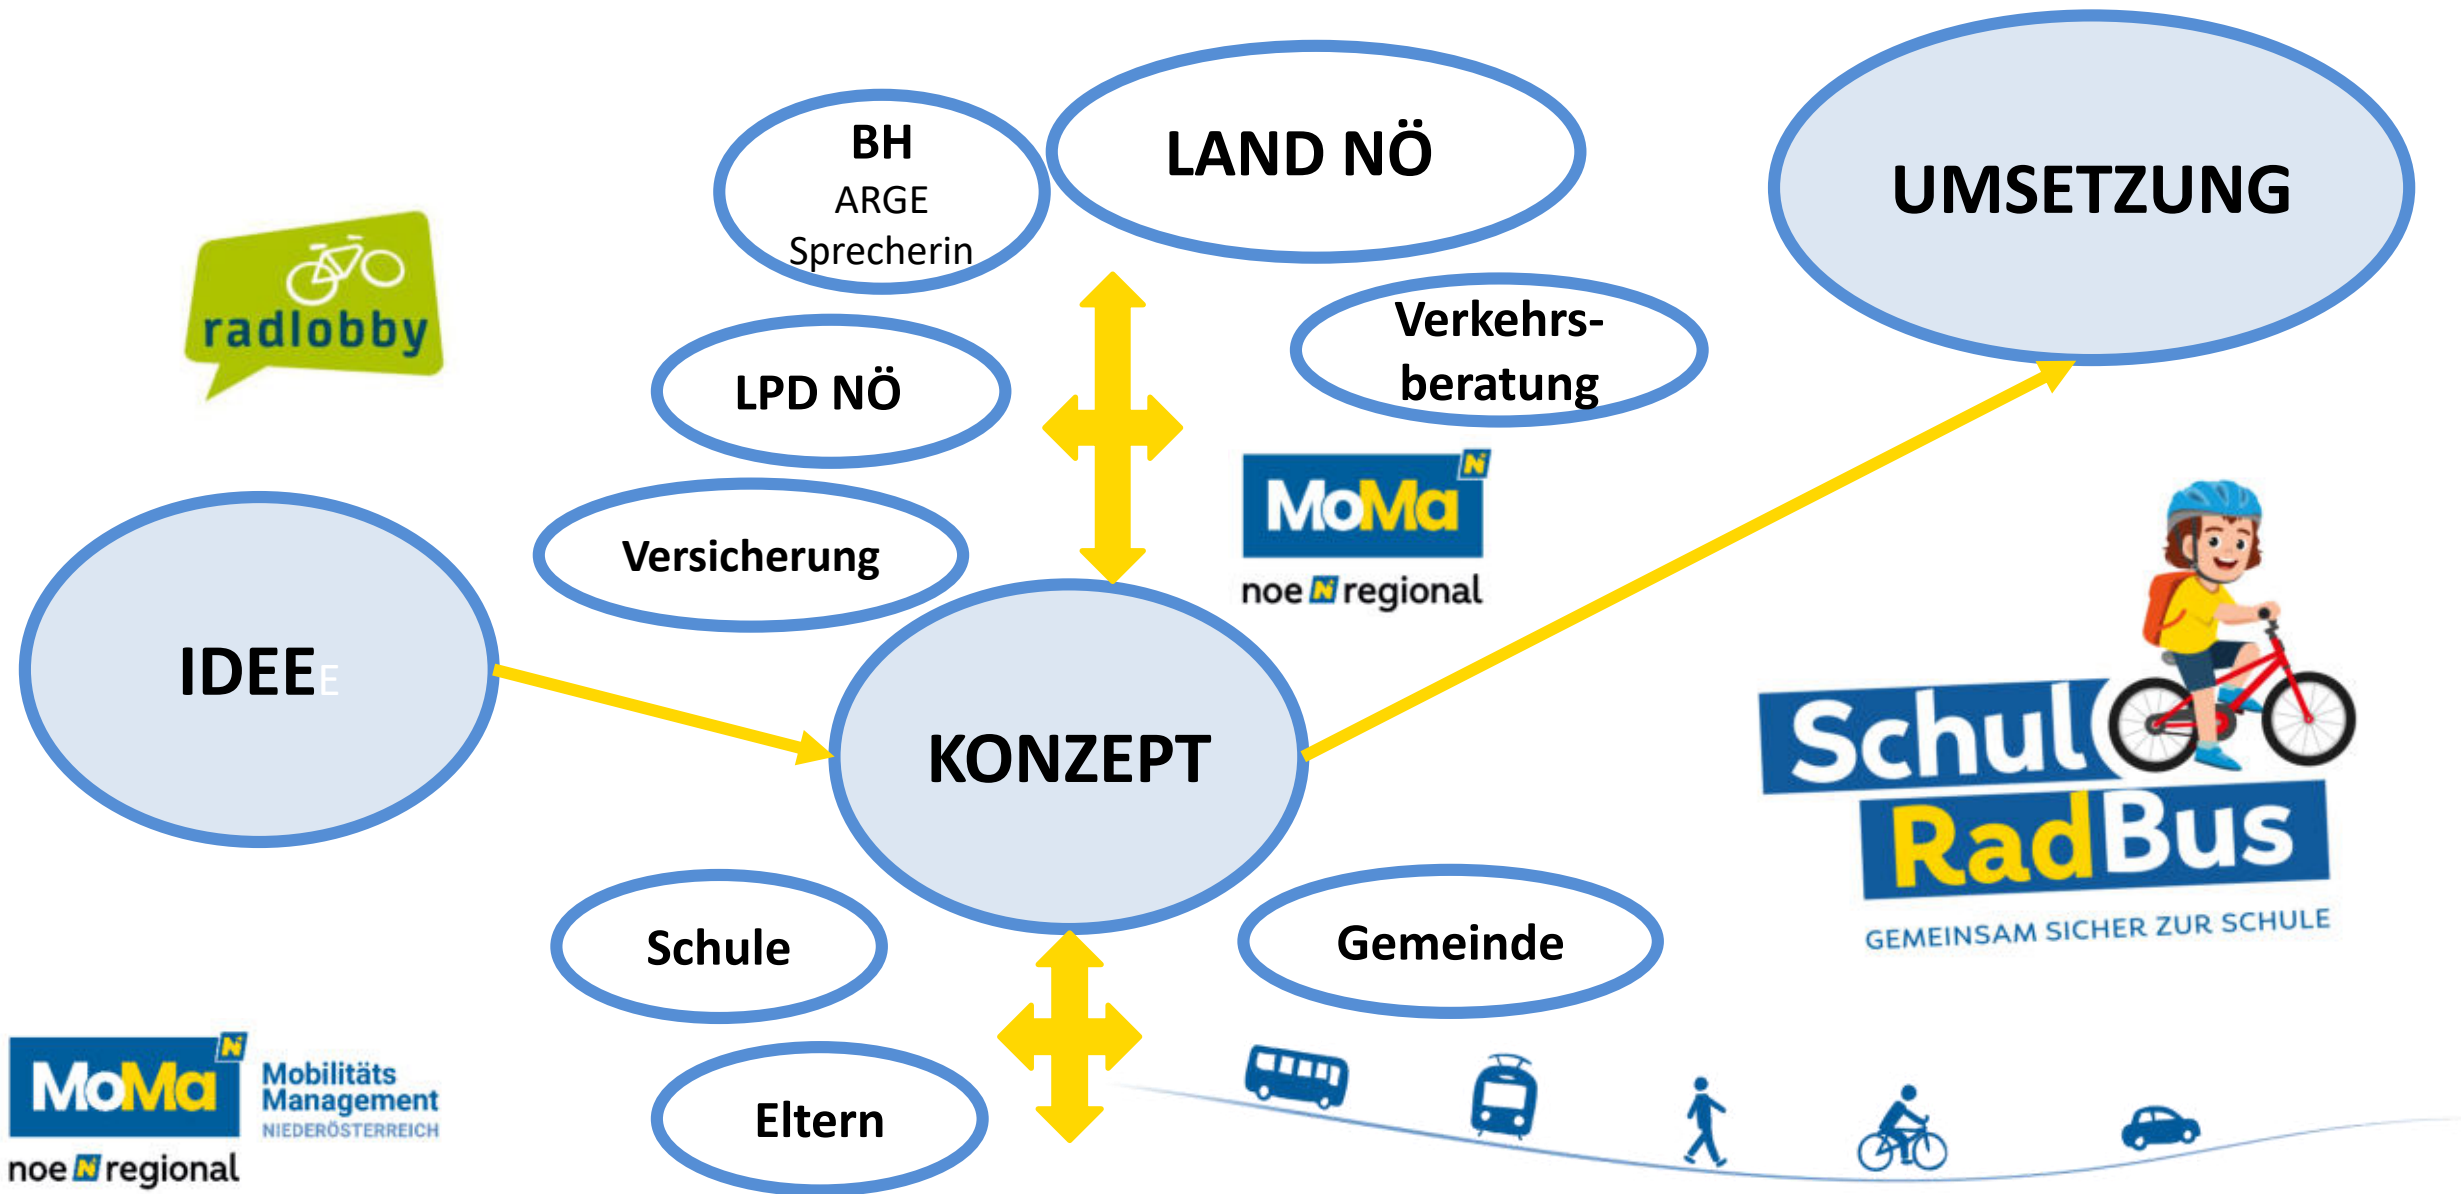 BH
ARGE
Sprecherin
LAND NÖ
UMSETZUNG
radlobby
LPD NÖ
Verkehrs-
beratung
MoMa
noe N regional
Versicherung
IDEEE
KONZEPT
Schul
RadBus
GEMEINSAM SICHER ZUR SCHULE
Schule
Gemeinde
Eltern
MoMa
Mobilitäts
Management
NIEDERÖSTERREICH
noe N regional